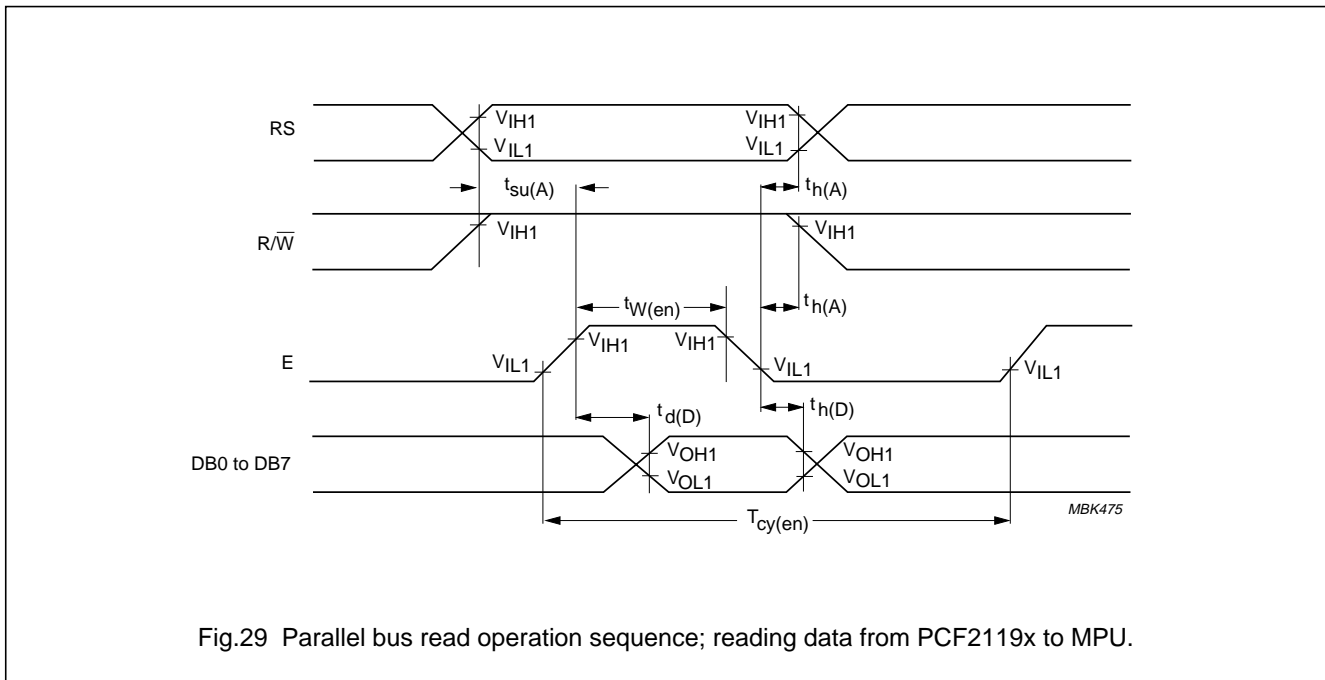 RS
VIH1
VIL1
VIH1
VIL1
tsu(A)
th(A)
R/W̅
VIH1
VIH1
tW(en)
th(A)
E
VIL1
VIH1
VIH1
VIL1
VIL1
td(D)
th(D)
DB0 to DB7
VOH1
VOL1
VOH1
VOL1
MBK475
Tcy(en)
Fig.29 Parallel bus read operation sequence; reading data from PCF2119x to MPU.